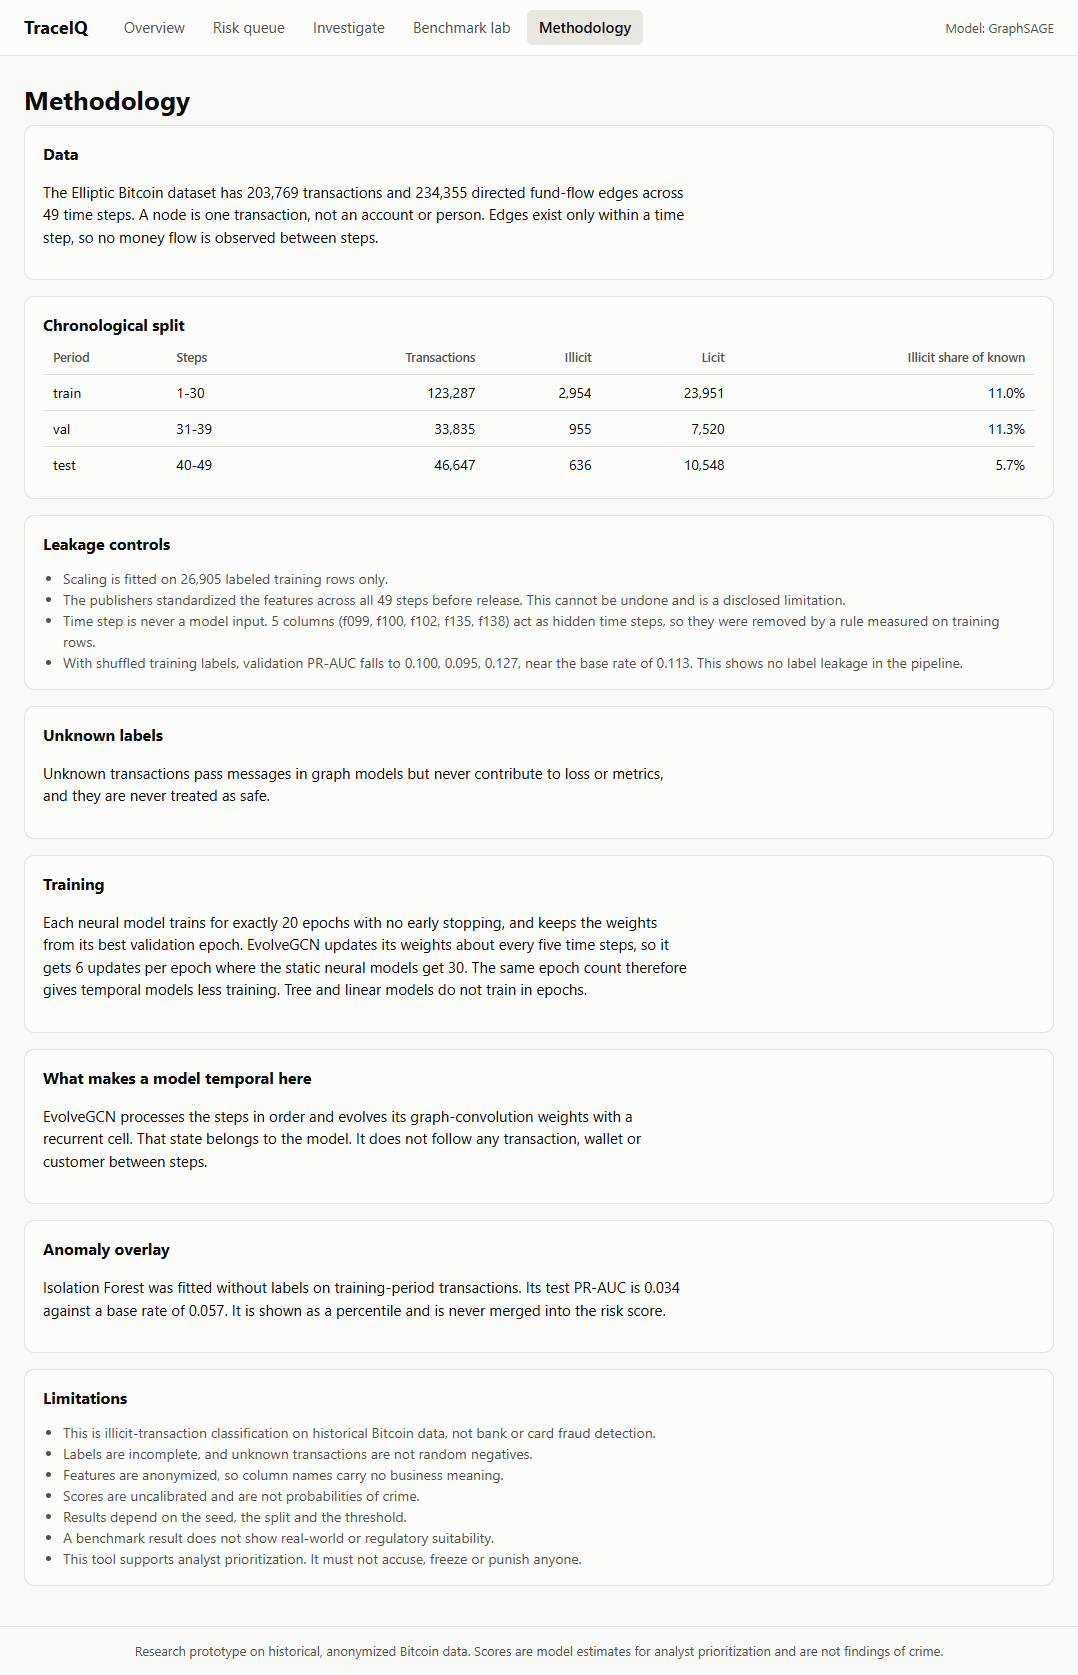 TraceIQ Overview Risk queue Investigate Benchmark lab Methodology Model: GraphSAGE
Methodology
Data
The Elliptic Bitcoin dataset has 203,769 transactions and 234,355 directed fund-flow edges across
49 time steps. A node is one transaction, not an account or person. Edges exist only within a time
step, so no money flow is observed between steps.
Chronological split
Period Steps Transactions Illicit Licit Illicit share of known
train 1-30 123,287 2,954 23,951 11.0%
val 31-39 33,835 955 7,520 11.3%
test 40-49 46,647 636 10,548 5.7%
Leakage controls
• Scaling is fitted on 26,905 labeled training rows only.
• The publishers standardized the features across all 49 steps before release. This cannot be undone and is a disclosed limitation.
• Time step is never a model input. 5 columns (f099, f100, f102, f135, f138) act as hidden time steps, so they were removed by a rule measured on training
rows.
• With shuffled training labels, validation PR-AUC falls to 0.100, 0.095, 0.127, near the base rate of 0.113. This shows no label leakage in the pipeline.
Unknown labels
Unknown transactions pass messages in graph models but never contribute to loss or metrics,
and they are never treated as safe.
Training
Each neural model trains for exactly 20 epochs with no early stopping, and keeps the weights
from its best validation epoch. EvolveGCN updates its weights about every five time steps, so it
gets 6 updates per epoch where the static neural models get 30. The same epoch count therefore
gives temporal models less training. Tree and linear models do not train in epochs.
What makes a model temporal here
EvolveGCN processes the steps in order and evolves its graph-convolution weights with a
recurrent cell. That state belongs to the model. It does not follow any transaction, wallet or
customer between steps.
Anomaly overlay
Isolation Forest was fitted without labels on training-period transactions. Its test PR-AUC is 0.034
against a base rate of 0.057. It is shown as a percentile and is never merged into the risk score.
Limitations
• This is illicit-transaction classification on historical Bitcoin data, not bank or card fraud detection.
• Labels are incomplete, and unknown transactions are not random negatives.
• Features are anonymized, so column names carry no business meaning.
• Scores are uncalibrated and are not probabilities of crime.
• Results depend on the seed, the split and the threshold.
• A benchmark result does not show real-world or regulatory suitability.
• This tool supports analyst prioritization. It must not accuse, freeze or punish anyone.
Research prototype on historical, anonymized Bitcoin data. Scores are model estimates for analyst prioritization and are not findings of crime.